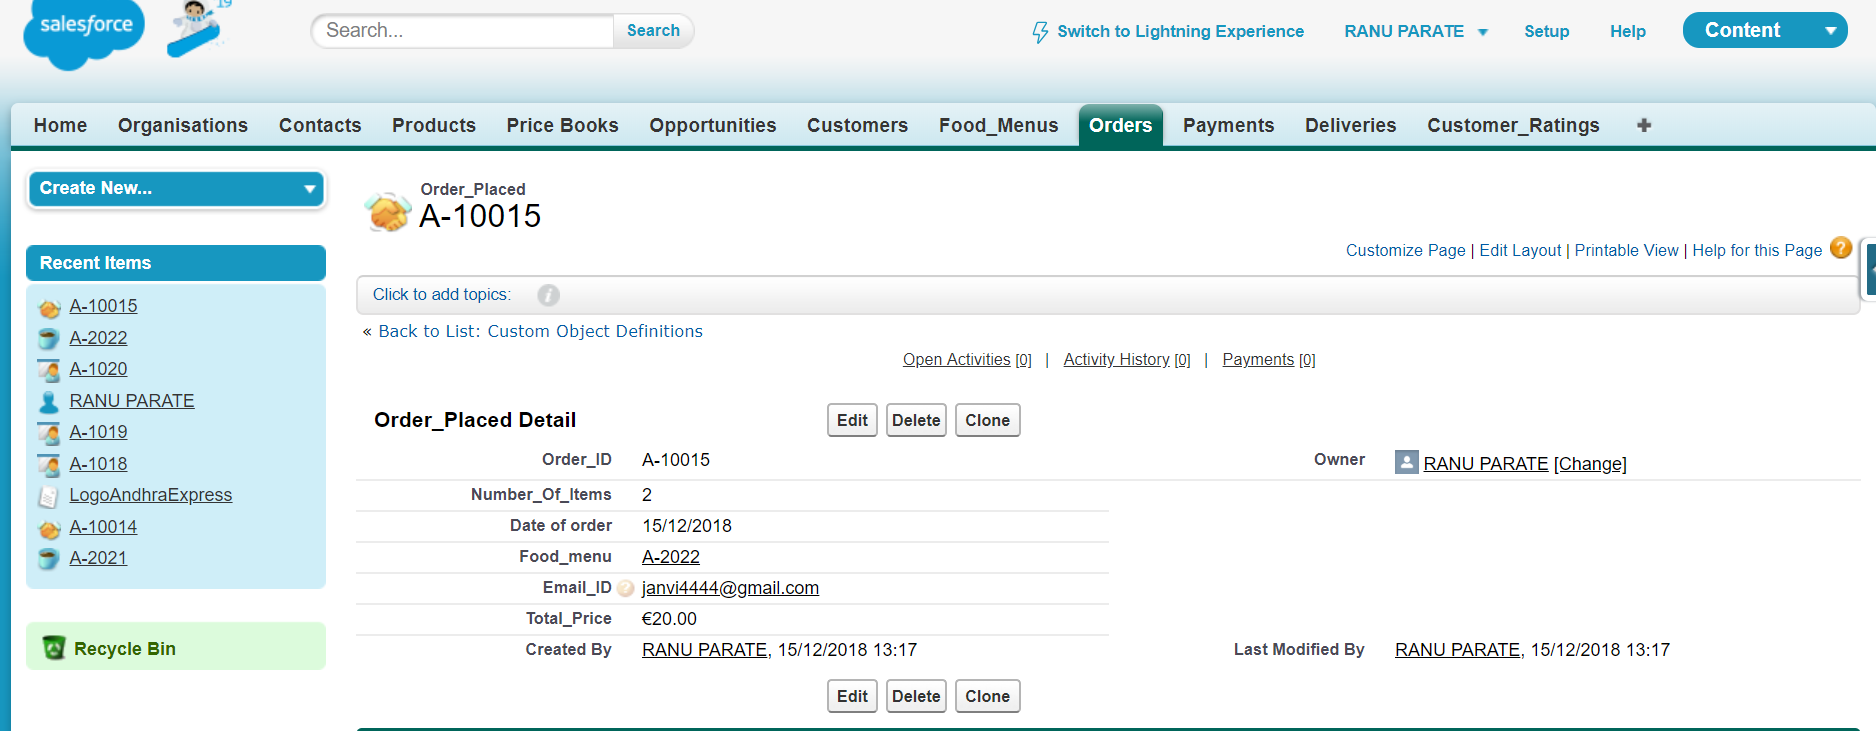 salesforce
19
Search...
Search
Switch to Lightning Experience
RANU PARATE
Setup
Help
Content
Home Organisations Contacts Products Price Books Opportunities Customers Food_Menus Orders Payments Deliveries Customer_Ratings +
Create New...
Recent Items
A-10015
A-2022
A-1020
RANU PARATE
A-1019
A-1018
LogoAndhraExpress
A-10014
A-2021
Recycle Bin
Order_Placed
A-10015
Customize Page | Edit Layout | Printable View | Help for this Page ?
Click to add topics: i
« Back to List: Custom Object Definitions
Open Activities [0] | Activity History [0] | Payments [0]
Order_Placed Detail Edit Delete Clone
Order_ID A-10015 Owner RANU PARATE [Change]
Number_Of_Items 2
Date of order 15/12/2018
Food_menu A-2022
Email_ID ? janvi4444@gmail.com
Total_Price €20.00
Created By RANU PARATE, 15/12/2018 13:17 Last Modified By RANU PARATE, 15/12/2018 13:17
Edit Delete Clone